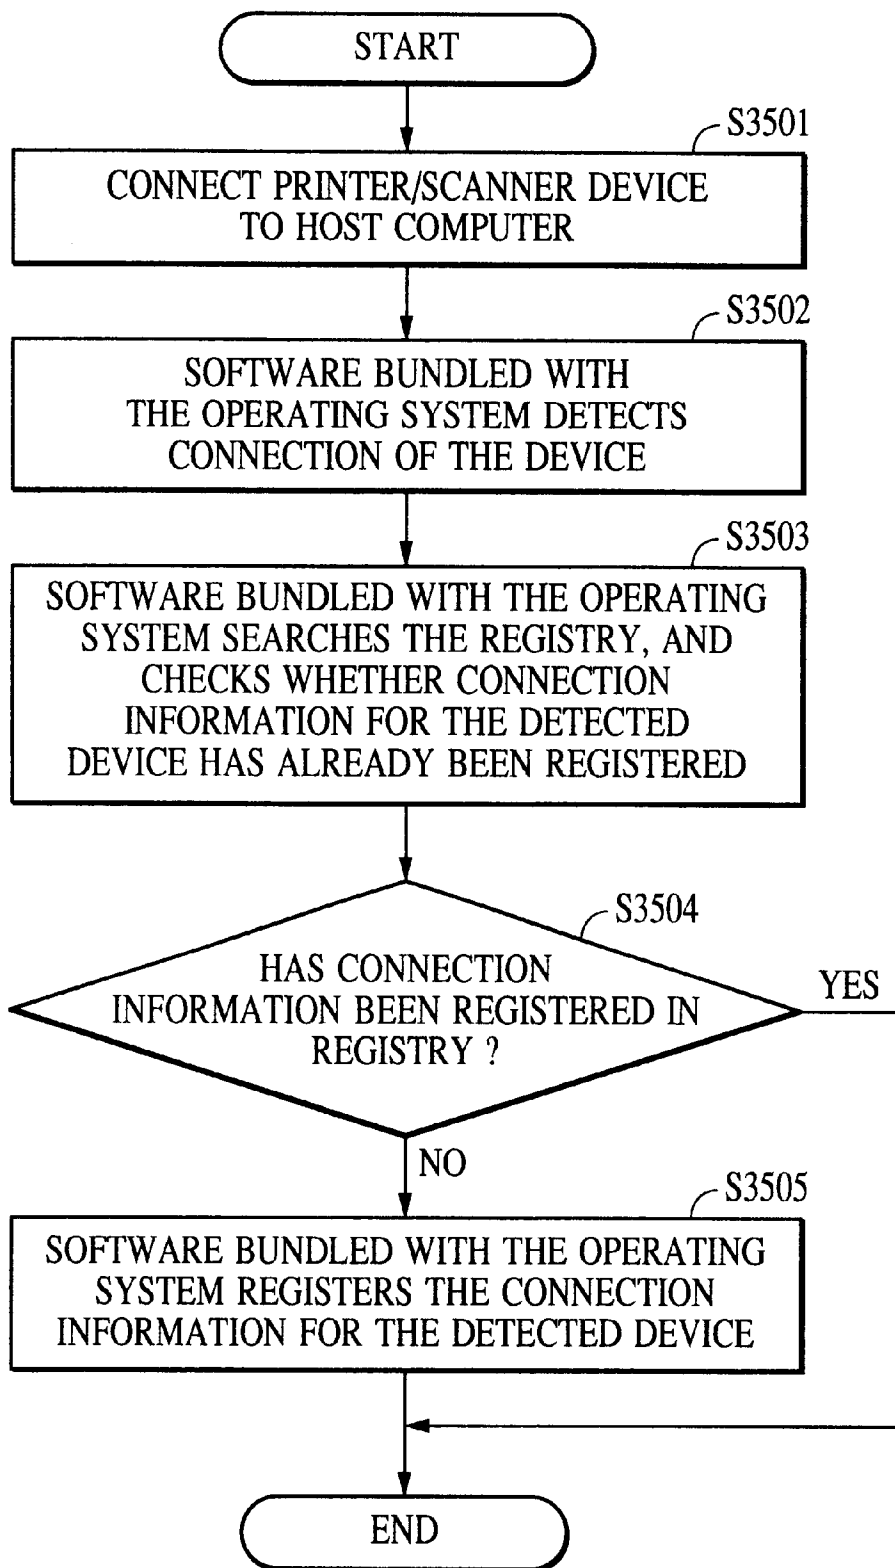 START
S3501
CONNECT PRINTER/SCANNER DEVICE
TO HOST COMPUTER
S3502
SOFTWARE BUNDLED WITH
THE OPERATING SYSTEM DETECTS
CONNECTION OF THE DEVICE
S3503
SOFTWARE BUNDLED WITH THE OPERATING
SYSTEM SEARCHES THE REGISTRY, AND
CHECKS WHETHER CONNECTION
INFORMATION FOR THE DETECTED
DEVICE HAS ALREADY BEEN REGISTERED
S3504
HAS CONNECTION
INFORMATION BEEN REGISTERED IN
REGISTRY ?
YES
NO
S3505
SOFTWARE BUNDLED WITH THE OPERATING
SYSTEM REGISTERS THE CONNECTION
INFORMATION FOR THE DETECTED DEVICE
END